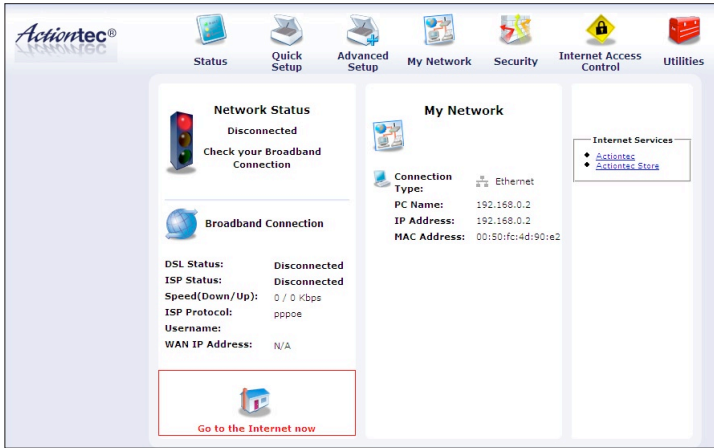 Actiontec®
Status
Quick
Setup
Advanced
Setup
My Network
Security
Internet Access
Control
Utilities
Network Status
Disconnected
Check your Broadband
Connection
Broadband Connection
DSL Status: Disconnected
ISP Status: Disconnected
Speed(Down/Up): 0 / 0 Kbps
ISP Protocol: pppoe
Username:
WAN IP Address: N/A
Go to the Internet now
My Network
Connection
Type: Ethernet
PC Name: 192.168.0.2
IP Address: 192.168.0.2
MAC Address: 00:50:fc:4d:90:e2
Internet Services
Actiontec
Actiontec Store